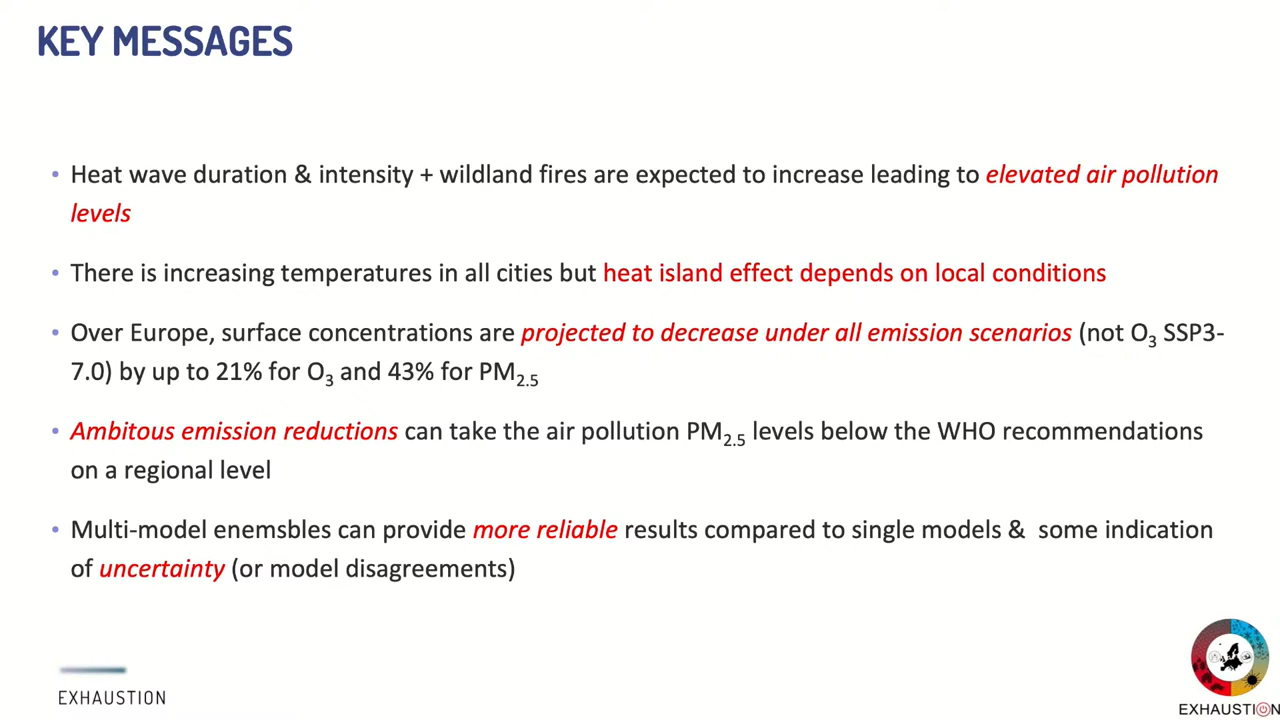 KEY MESSAGES
• Heat wave duration & intensity + wildland fires are expected to increase leading to elevated air pollution
levels
• There is increasing temperatures in all cities but heat island effect depends on local conditions
• Over Europe, surface concentrations are projected to decrease under all emission scenarios (not O₃ SSP3-
7.0) by up to 21% for O₃ and 43% for PM₂.₅
• Ambitous emission reductions can take the air pollution PM₂.₅ levels below the WHO recommendations
on a regional level
• Multi-model enemsbles can provide more reliable results compared to single models & some indication
of uncertainty (or model disagreements)
EXHAUSTION
EXHAUSTION